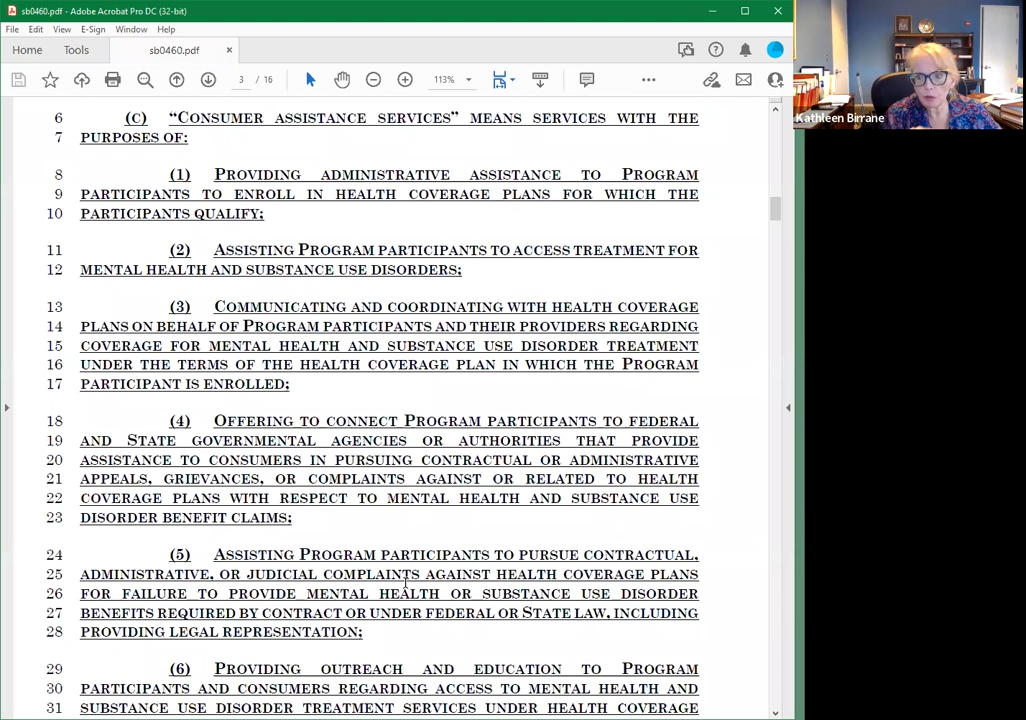 sb0460.pdf - Adobe Acrobat Pro DC (32-bit)
File Edit View E-Sign Window Help
Home Tools sb0460.pdf ×
3 / 16 113%
Kathleen Birrane
6 (C) “CONSUMER ASSISTANCE SERVICES” MEANS SERVICES WITH THE
7 PURPOSES OF:
8 (1) PROVIDING ADMINISTRATIVE ASSISTANCE TO PROGRAM
9 PARTICIPANTS TO ENROLL IN HEALTH COVERAGE PLANS FOR WHICH THE
10 PARTICIPANTS QUALIFY;
11 (2) ASSISTING PROGRAM PARTICIPANTS TO ACCESS TREATMENT FOR
12 MENTAL HEALTH AND SUBSTANCE USE DISORDERS;
13 (3) COMMUNICATING AND COORDINATING WITH HEALTH COVERAGE
14 PLANS ON BEHALF OF PROGRAM PARTICIPANTS AND THEIR PROVIDERS REGARDING
15 COVERAGE FOR MENTAL HEALTH AND SUBSTANCE USE DISORDER TREATMENT
16 UNDER THE TERMS OF THE HEALTH COVERAGE PLAN IN WHICH THE PROGRAM
17 PARTICIPANT IS ENROLLED;
18 (4) OFFERING TO CONNECT PROGRAM PARTICIPANTS TO FEDERAL
19 AND STATE GOVERNMENTAL AGENCIES OR AUTHORITIES THAT PROVIDE
20 ASSISTANCE TO CONSUMERS IN PURSUING CONTRACTUAL OR ADMINISTRATIVE
21 APPEALS, GRIEVANCES, OR COMPLAINTS AGAINST OR RELATED TO HEALTH
22 COVERAGE PLANS WITH RESPECT TO MENTAL HEALTH AND SUBSTANCE USE
23 DISORDER BENEFIT CLAIMS;
24 (5) ASSISTING PROGRAM PARTICIPANTS TO PURSUE CONTRACTUAL,
25 ADMINISTRATIVE, OR JUDICIAL COMPLAINTS AGAINST HEALTH COVERAGE PLANS
26 FOR FAILURE TO PROVIDE MENTAL HEALTH OR SUBSTANCE USE DISORDER
27 BENEFITS REQUIRED BY CONTRACT OR UNDER FEDERAL OR STATE LAW, INCLUDING
28 PROVIDING LEGAL REPRESENTATION;
29 (6) PROVIDING OUTREACH AND EDUCATION TO PROGRAM
30 PARTICIPANTS AND CONSUMERS REGARDING ACCESS TO MENTAL HEALTH AND
31 SUBSTANCE USE DISORDER TREATMENT SERVICES UNDER HEALTH COVERAGE